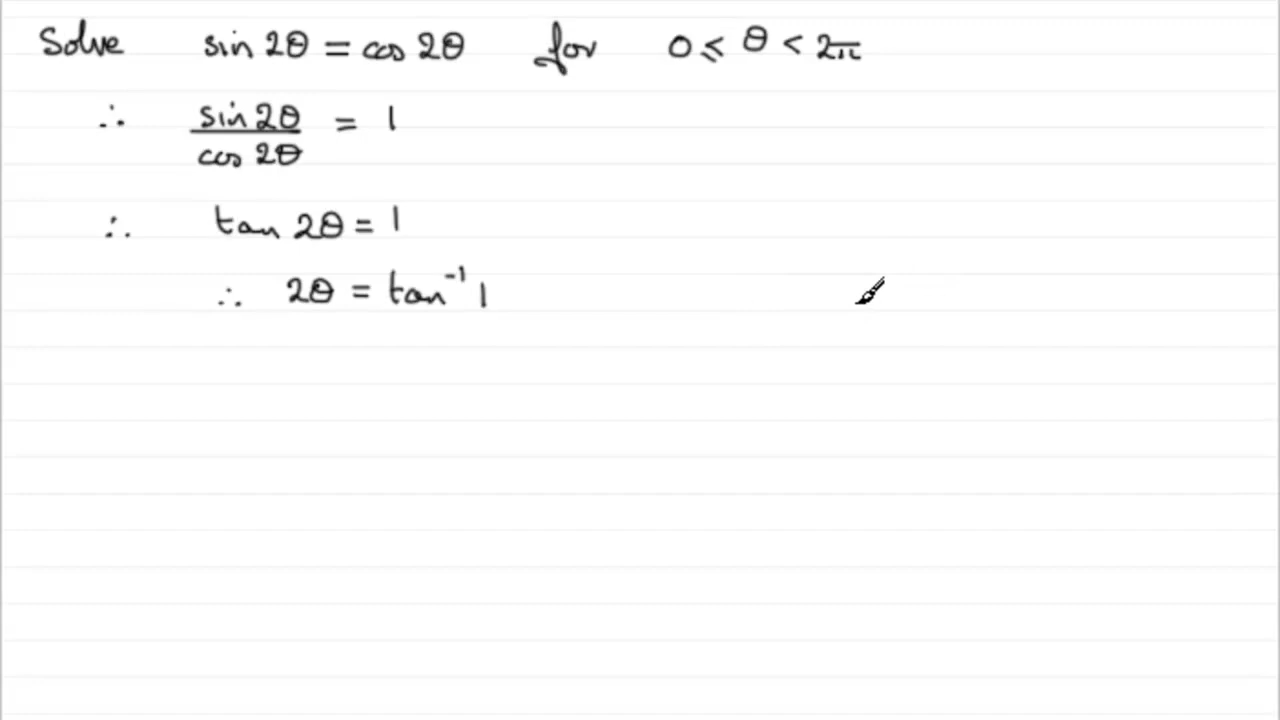 Solve sin 2θ = cos 2θ for 0 ≤ θ < 2π
∴ sin 2θ / cos 2θ = 1
∴ tan 2θ = 1
∴ 2θ = tan⁻¹ 1